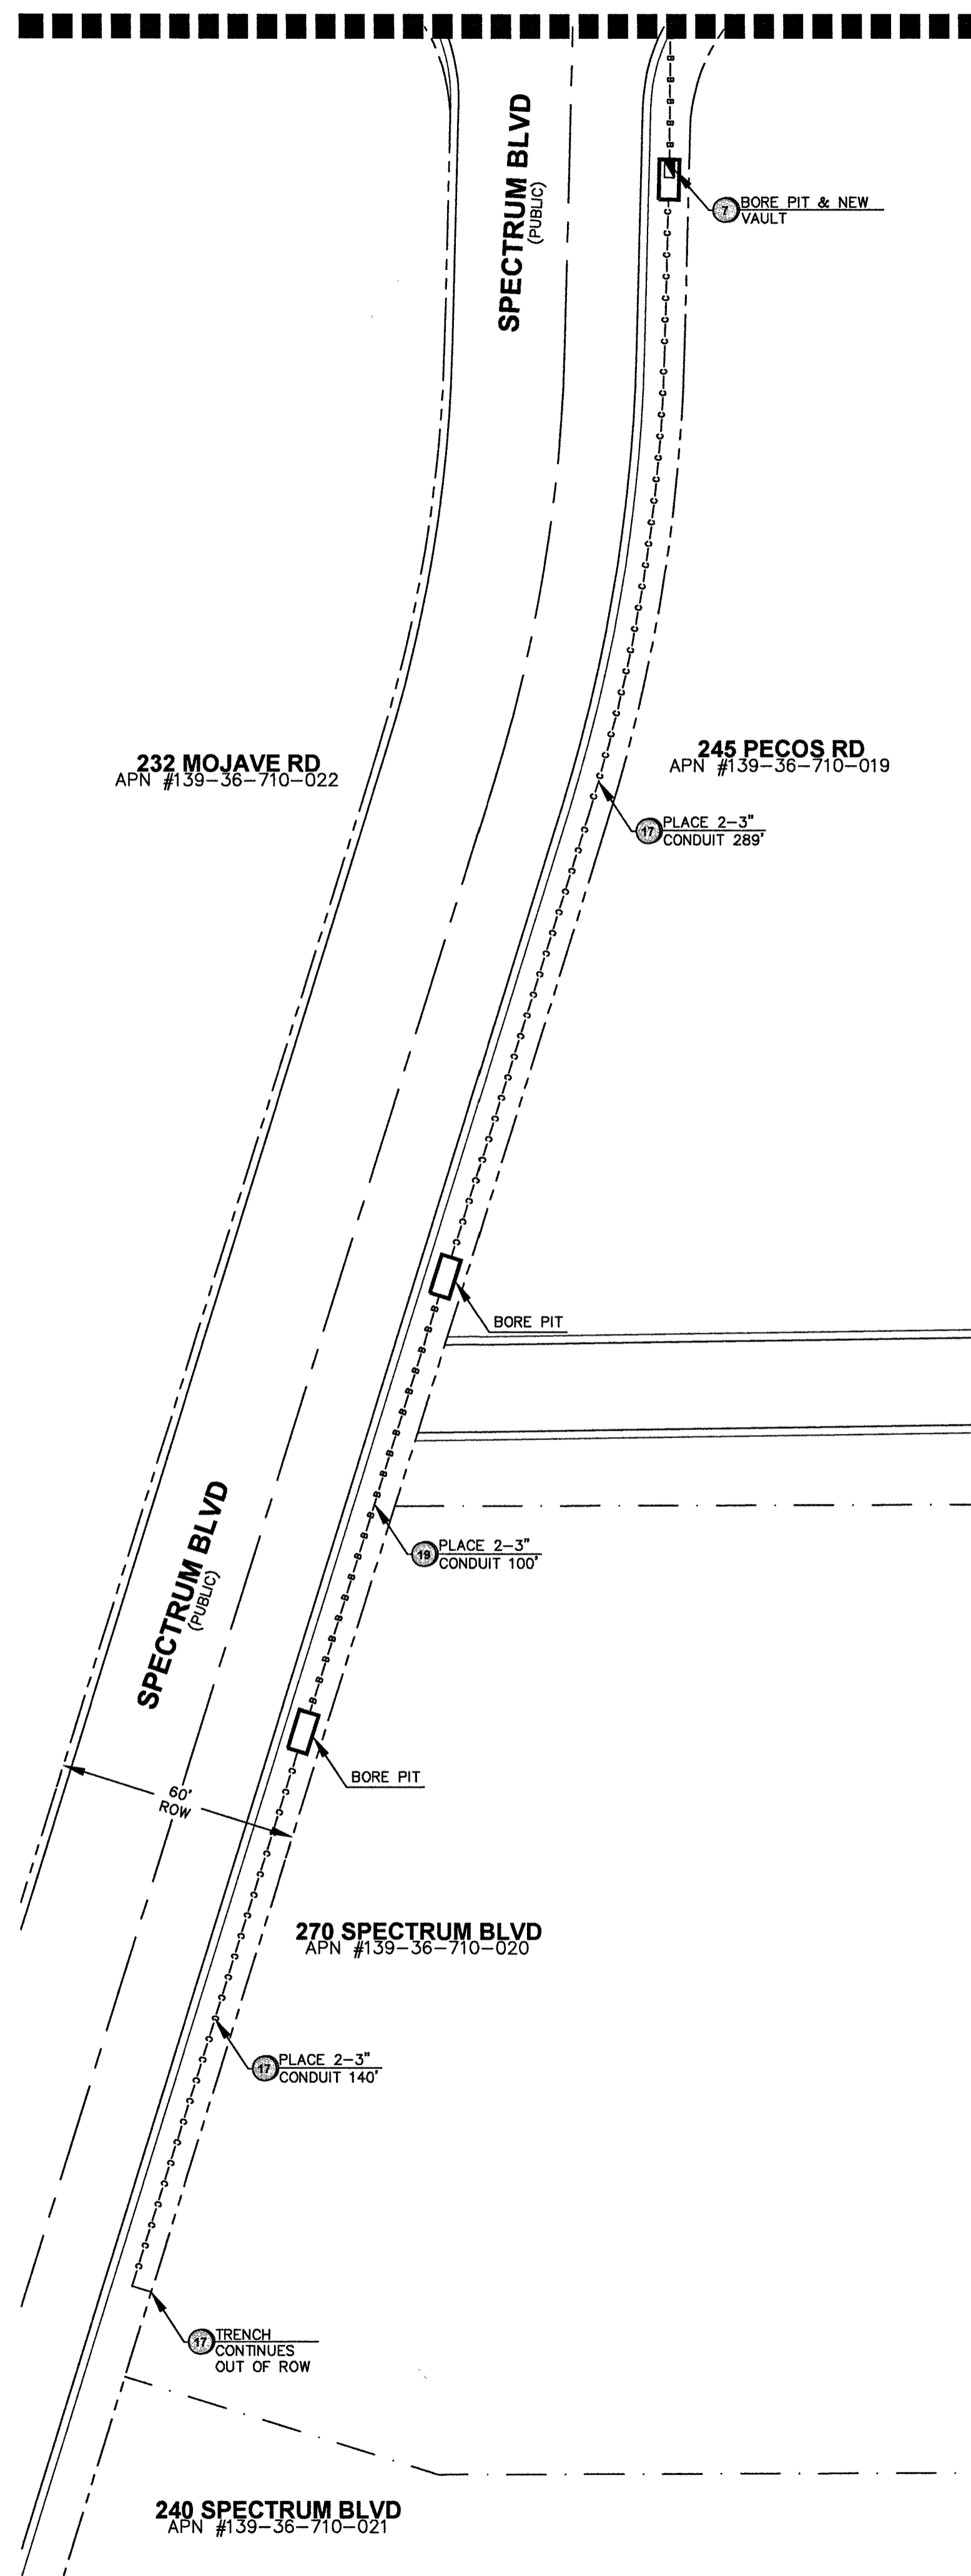 SPECTRUM BLVD
(PUBLIC)
7 BORE PIT & NEW
VAULT
232 MOJAVE RD
APN #139-36-710-022
245 PECOS RD
APN #139-36-710-019
17 PLACE 2-3"
CONDUIT 289'
BORE PIT
19 PLACE 2-3"
CONDUIT 100'
SPECTRUM BLVD
(PUBLIC)
BORE PIT
60'
ROW
270 SPECTRUM BLVD
APN #139-36-710-020
17 PLACE 2-3"
CONDUIT 140'
17 TRENCH
CONTINUES
OUT OF ROW
240 SPECTRUM BLVD
APN #139-36-710-021